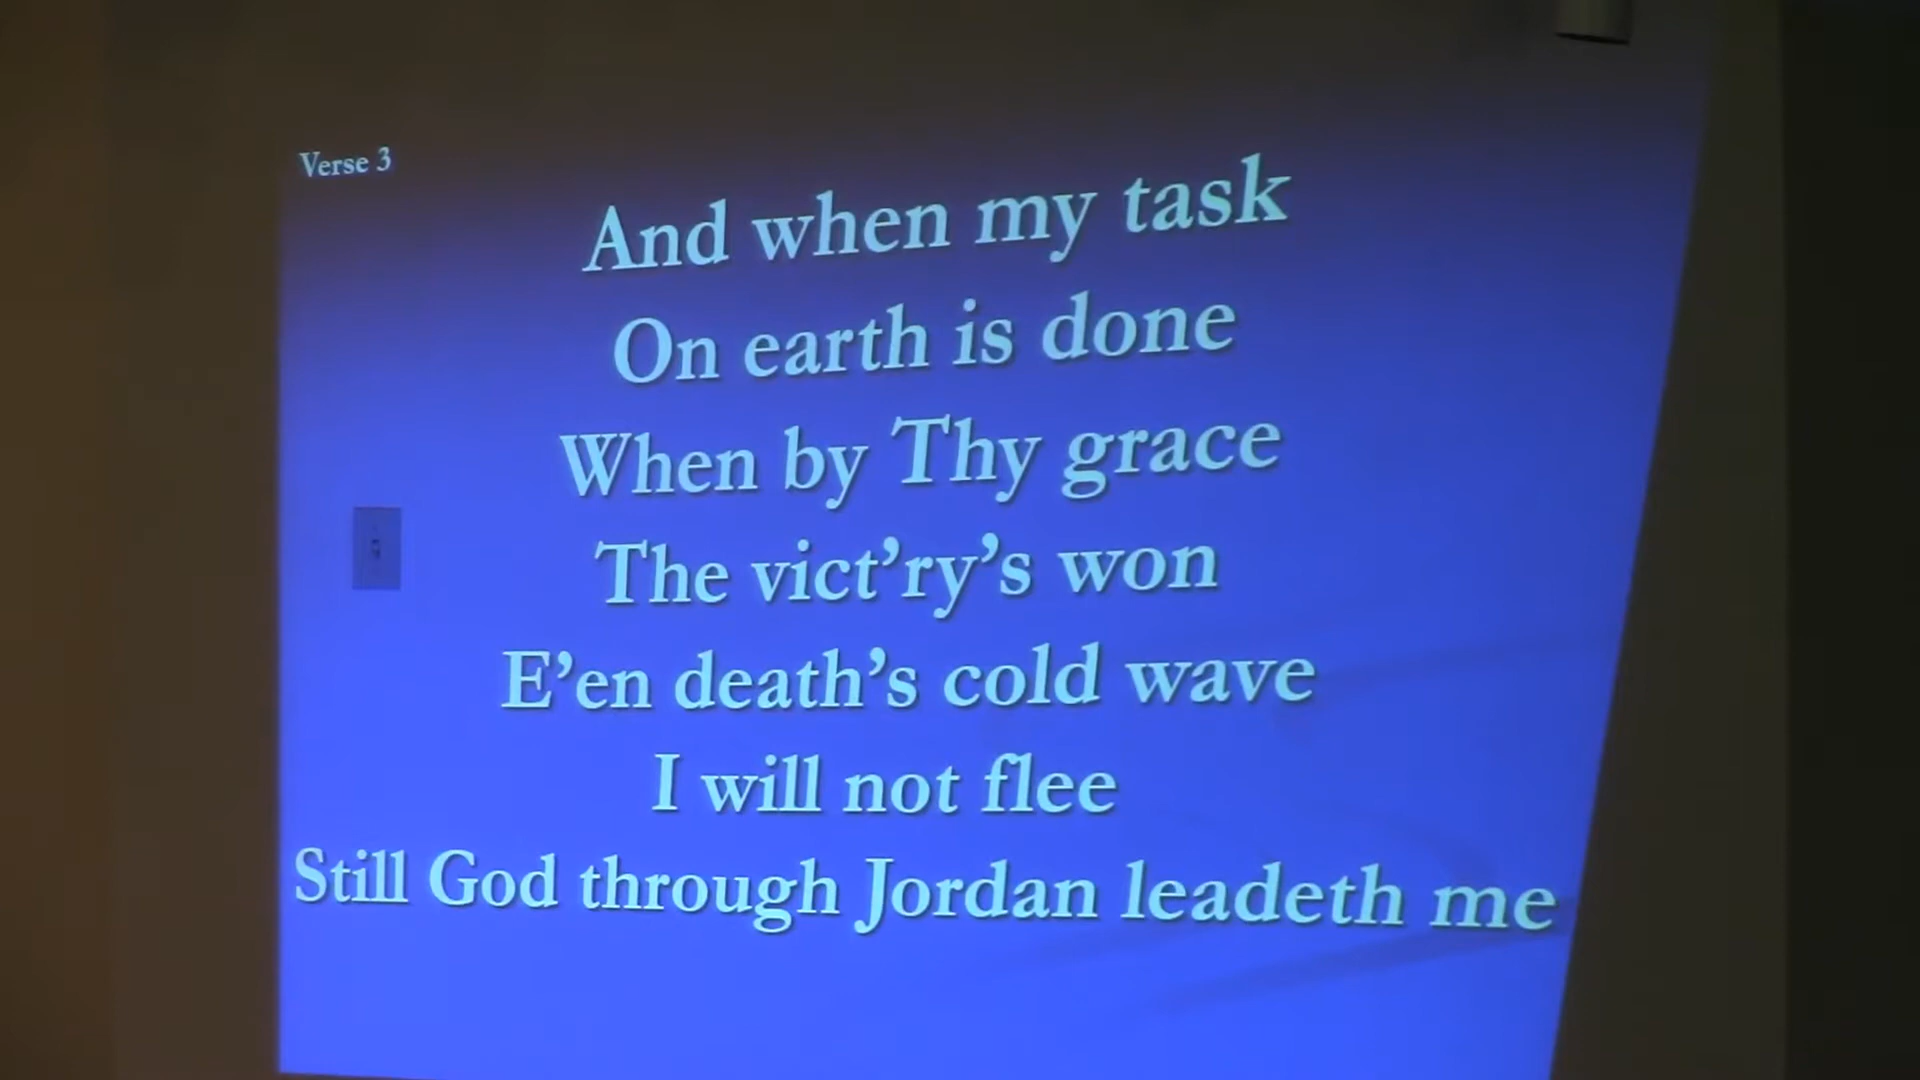 Verse 3
And when my task
On earth is done
When by Thy grace
The vict’ry’s won
E’en death’s cold wave
I will not flee
Still God through Jordan leadeth me